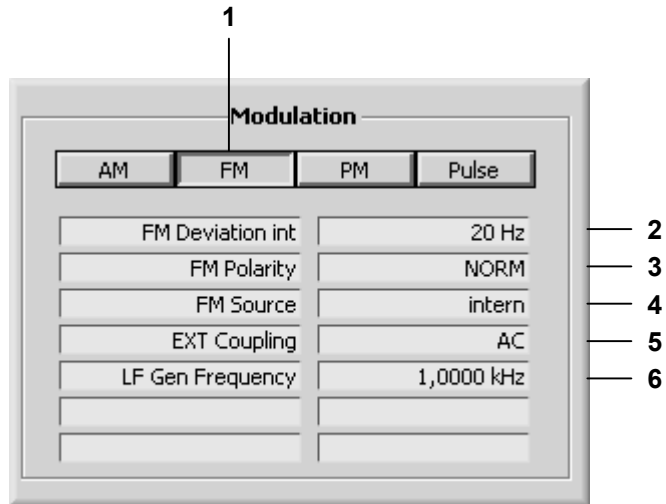 1
Modulation
AM FM PM Pulse
FM Deviation int 20 Hz 2
FM Polarity NORM 3
FM Source intern 4
EXT Coupling AC 5
LF Gen Frequency 1,0000 kHz 6